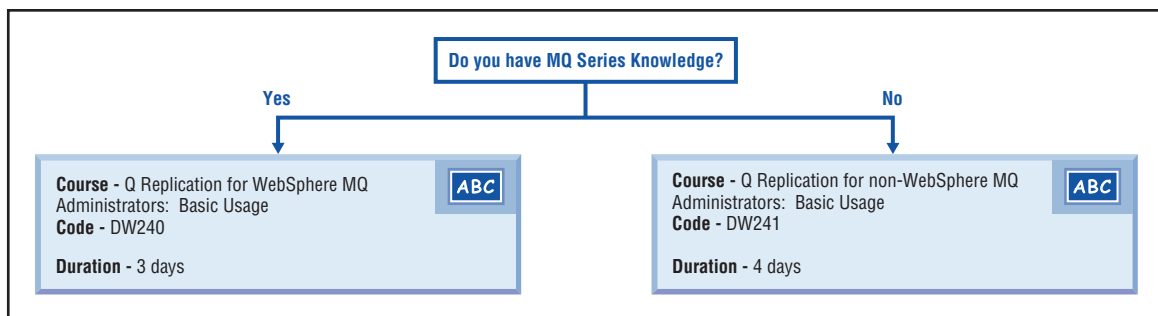 Do you have MQ Series Knowledge?
Yes
No
Course - Q Replication for WebSphere MQ
Administrators: Basic Usage
Code - DW240
Duration - 3 days
ABC
Course - Q Replication for non-WebSphere MQ
Administrators: Basic Usage
Code - DW241
Duration - 4 days
ABC